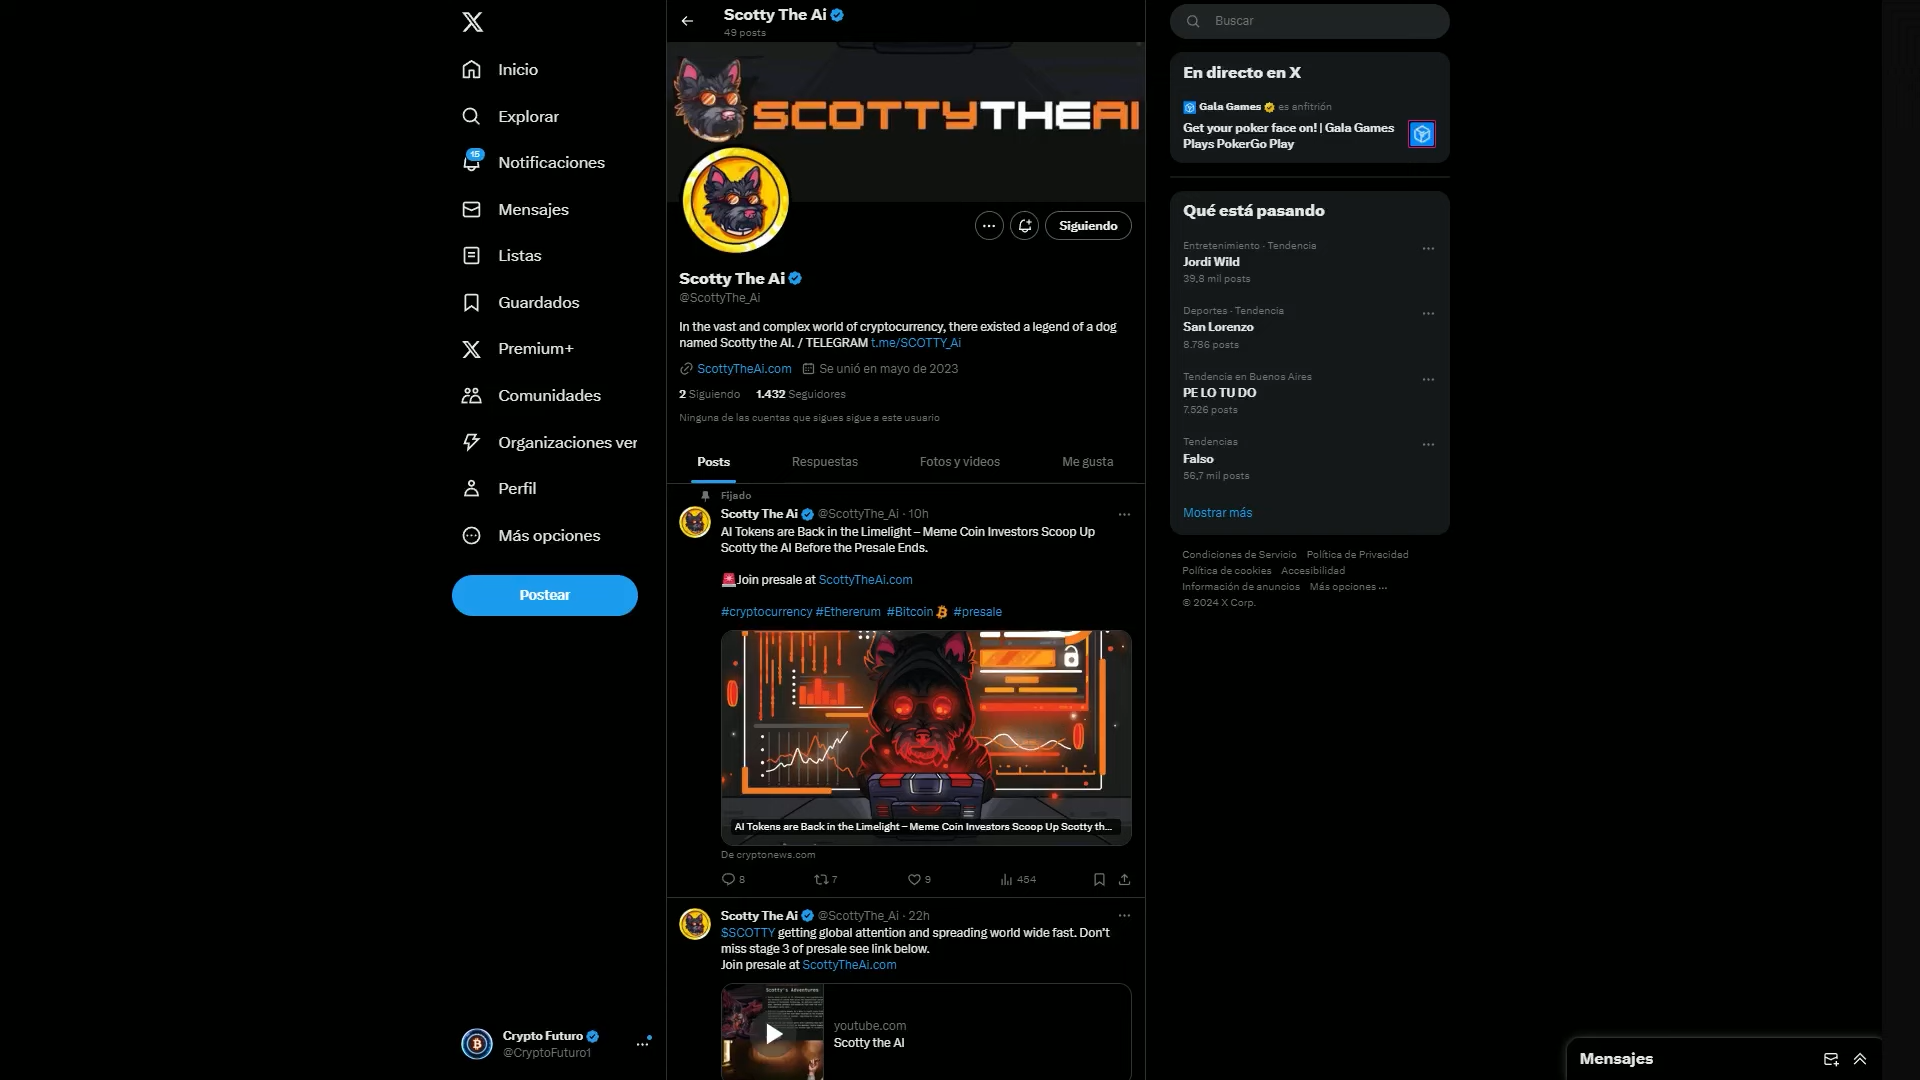 Inicio
Explorar
15
Notificaciones
Mensajes
Listas
Guardados
Premium+
Comunidades
Organizaciones ver
Perfil
Más opciones
Postear
Crypto Futuro
@CryptoFuturo1
Scotty The Ai
49 posts
SCOTTYTHEAI
Siguiendo
Scotty The Ai
@ScottyThe_Ai
In the vast and complex world of cryptocurrency, there existed a legend of a dog
named Scotty the AI. / TELEGRAM t.me/SCOTTY_Ai
ScottyTheAi.com Se unió en mayo de 2023
2 Siguiendo 1.432 Seguidores
Ninguna de las cuentas que sigues sigue a este usuario
Posts Respuestas Fotos y videos Me gusta
Fijado
Scotty The Ai @ScottyThe_Ai · 10h
AI Tokens are Back in the Limelight – Meme Coin Investors Scoop Up
Scotty the AI Before the Presale Ends.
🚨Join presale at ScottyTheAi.com
#cryptocurrency #Ethererum #Bitcoin #presale
AI Tokens are Back in the Limelight – Meme Coin Investors Scoop Up Scotty th...
De cryptonews.com
8 7 9 454
Scotty The Ai @ScottyThe_Ai · 22h
$SCOTTY getting global attention and spreading world wide fast. Don't
miss stage 3 of presale see link below.
Join presale at ScottyTheAi.com
Scotty's Adventures
youtube.com
Scotty the AI
Buscar
En directo en X
Gala Games es anfitrión
Get your poker face on! | Gala Games
Plays PokerGo Play
Qué está pasando
Entretenimiento · Tendencia
Jordi Wild
39,8 mil posts
Deportes · Tendencia
San Lorenzo
8.786 posts
Tendencia en Buenos Aires
PE LO TU DO
7.526 posts
Tendencias
Falso
56,7 mil posts
Mostrar más
Condiciones de Servicio Política de Privacidad
Política de cookies Accesibilidad
Información de anuncios Más opciones ...
© 2024 X Corp.
Mensajes